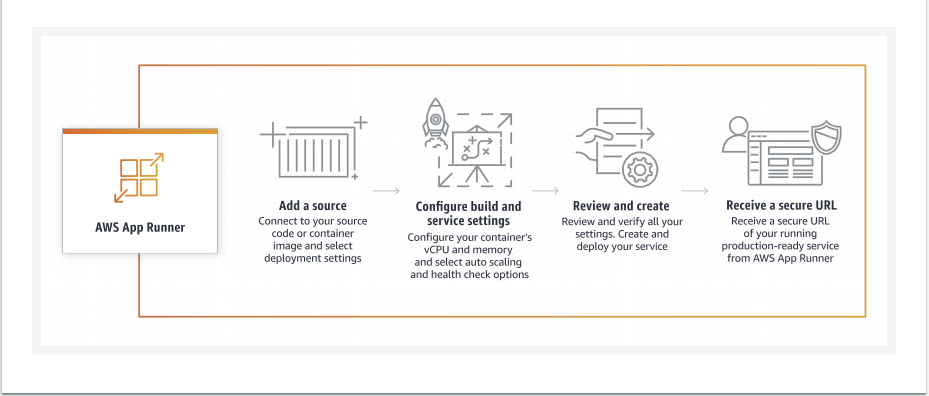 AWS App Runner
Add a source
Connect to your source
code or container
image and select
deployment settings
Configure build and
service settings
Configure your container's
vCPU and memory
and select auto scaling
and health check options
Review and create
Review and verify all your
settings. Create and
deploy your service
Receive a secure URL
Receive a secure URL
of your running
production-ready service
from AWS App Runner